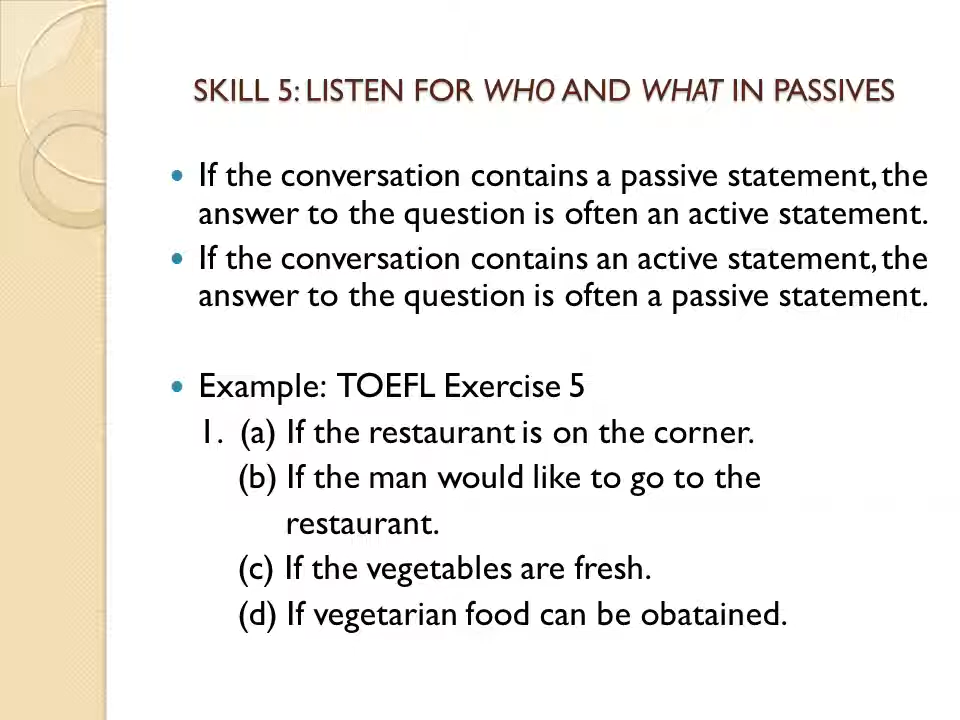 SKILL 5: LISTEN FOR WHO AND WHAT IN PASSIVES
• If the conversation contains a passive statement, the
answer to the question is often an active statement.
• If the conversation contains an active statement, the
answer to the question is often a passive statement.
• Example: TOEFL Exercise 5
1. (a) If the restaurant is on the corner.
(b) If the man would like to go to the
restaurant.
(c) If the vegetables are fresh.
(d) If vegetarian food can be obatained.